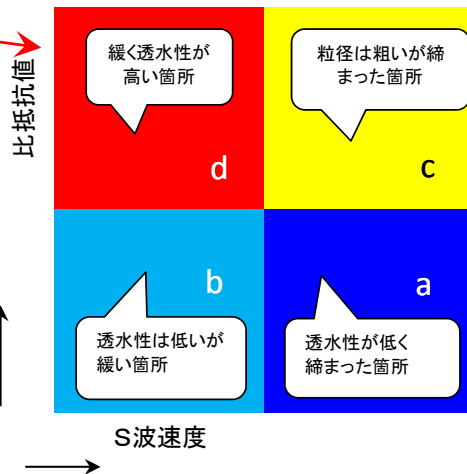 緩く透水性が
高い箇所
粒径は粗いが締
まった箇所
比抵抗値
d
c
b
a
透水性は低いが
緩い箇所
透水性が低く
締まった箇所
S波速度